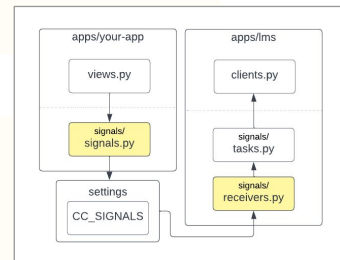 apps/your-app
views.py
signals/
signals.py
settings
CC_SIGNALS
apps/lms
clients.py
signals/
tasks.py
signals/
receivers.py